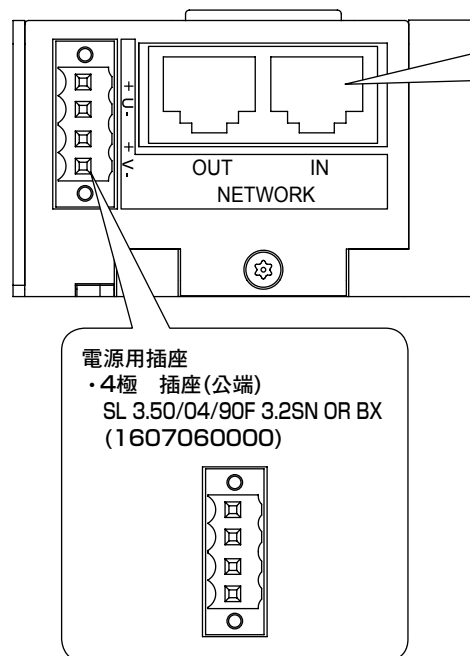 +U-
+V-
OUT IN
NETWORK
電源用插座
・4極 插座(公端)
SL 3.50/04/90F 3.2SN OR BX
(1607060000)